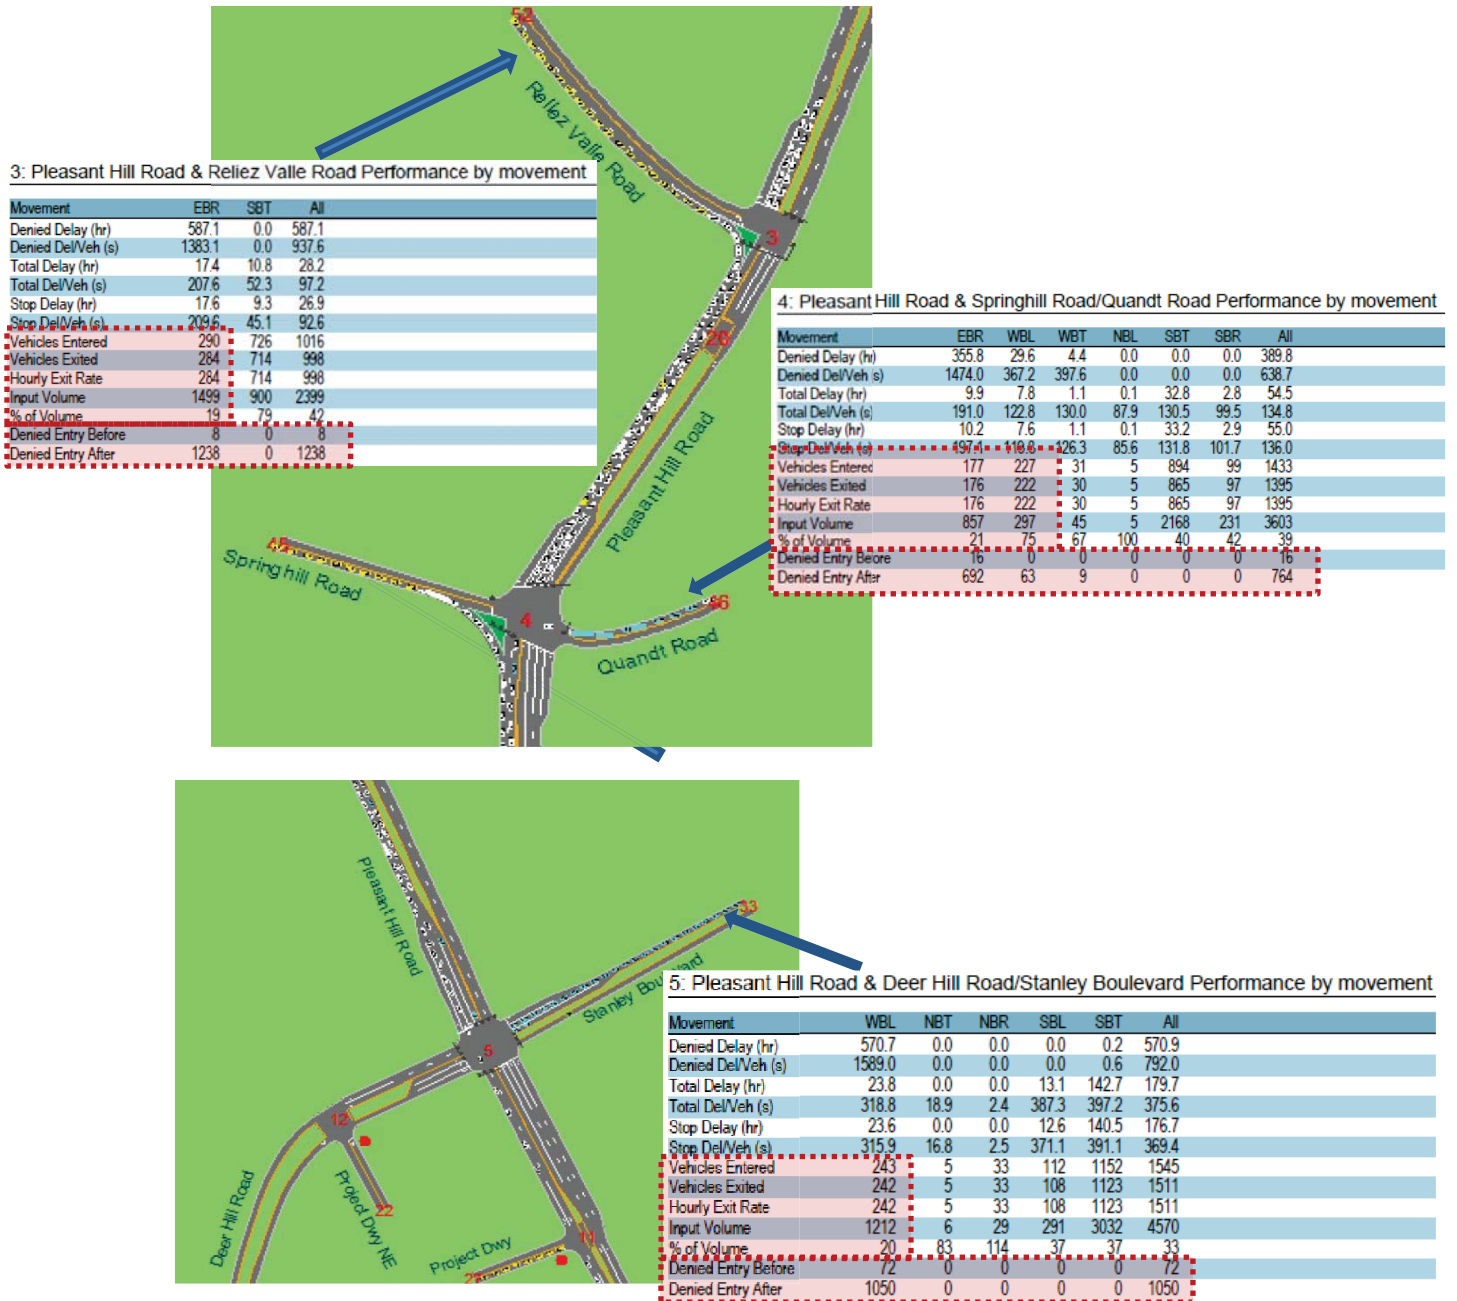 52
Reliez Valle Road
3: Pleasant Hill Road & Reliez Valle Road Performance by movement
Movement EBR SBT All
Denied Delay (hr) 587.1 0.0 587.1
Denied Del/Veh (s) 1383.1 0.0 937.6
Total Delay (hr) 17.4 10.8 28.2
Total Del/Veh (s) 207.6 52.3 97.2
Stop Delay (hr) 17.6 9.3 26.9
Stop Del/Veh (s) 209.6 45.1 92.6
Vehicles Entered 290 726 1016
Vehicles Exited 284 714 998
Hourly Exit Rate 284 714 998
Input Volume 1499 900 2399
% of Volume 19 79 42
Denied Entry Before 8 0 8
Denied Entry After 1238 0 1238
3
26
Pleasant Hill Road
4: Pleasant Hill Road & Springhill Road/Quandt Road Performance by movement
Movement EBR WBL WBT NBL SBT SBR All
Denied Delay (hr) 355.8 29.6 4.4 0.0 0.0 0.0 389.8
Denied Del/Veh (s) 1474.0 367.2 397.6 0.0 0.0 0.0 638.7
Total Delay (hr) 9.9 7.8 1.1 0.1 32.8 2.8 54.5
Total Del/Veh (s) 191.0 122.8 130.0 87.9 130.5 99.5 134.8
Stop Delay (hr) 10.2 7.6 1.1 0.1 33.2 2.9 55.0
Stop Del/Veh (s) 197.1 126.3 85.6 131.8 101.7 136.0
Vehicles Entered 177 227 31 5 894 99 1433
Vehicles Exited 176 222 30 5 865 97 1395
Hourly Exit Rate 176 222 30 5 865 97 1395
Input Volume 857 297 45 5 2168 231 3603
% of Volume 21 75 67 100 40 42 39
Denied Entry Before 16 0 0 0 0 0 16
Denied Entry After 692 63 9 0 0 0 764
45
Springhill Road
4
46
Quandt Road
Pleasant Hill Road
33
Stanley Boulevard
5
12
Deer Hill Road
Project Dwy NE
22
Project Dwy
11
5: Pleasant Hill Road & Deer Hill Road/Stanley Boulevard Performance by movement
Movement WBL NBT NBR SBL SBT All
Denied Delay (hr) 570.7 0.0 0.0 0.0 0.2 570.9
Denied Del/Veh (s) 1589.0 0.0 0.0 0.0 0.6 792.0
Total Delay (hr) 23.8 0.0 0.0 13.1 142.7 179.7
Total Del/Veh (s) 318.8 18.9 2.4 387.3 397.2 375.6
Stop Delay (hr) 23.6 0.0 0.0 12.6 140.5 176.7
Stop Del/Veh (s) 315.9 16.8 2.5 371.1 391.1 369.4
Vehicles Entered 243 5 33 112 1152 1545
Vehicles Exited 242 5 33 108 1123 1511
Hourly Exit Rate 242 5 33 108 1123 1511
Input Volume 1212 6 29 291 3032 4570
% of Volume 20 83 114 37 37 33
Denied Entry Before 72 0 0 0 0 72
Denied Entry After 1050 0 0 0 0 1050